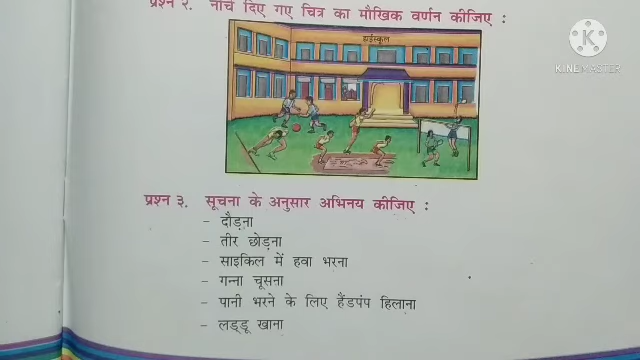 प्रश्न २. नीचे दिए गए चित्र का मौखिक वर्णन कीजिए :
हाईस्कूल
KINEMASTER
प्रश्न ३. सूचना के अनुसार अभिनय कीजिए :
– दौड़ना
– तीर छोड़ना
– साइकिल में हवा भरना
– गन्ना चूसना
– पानी भरने के लिए हैंडपंप हिलाना
– लड्डू खाना